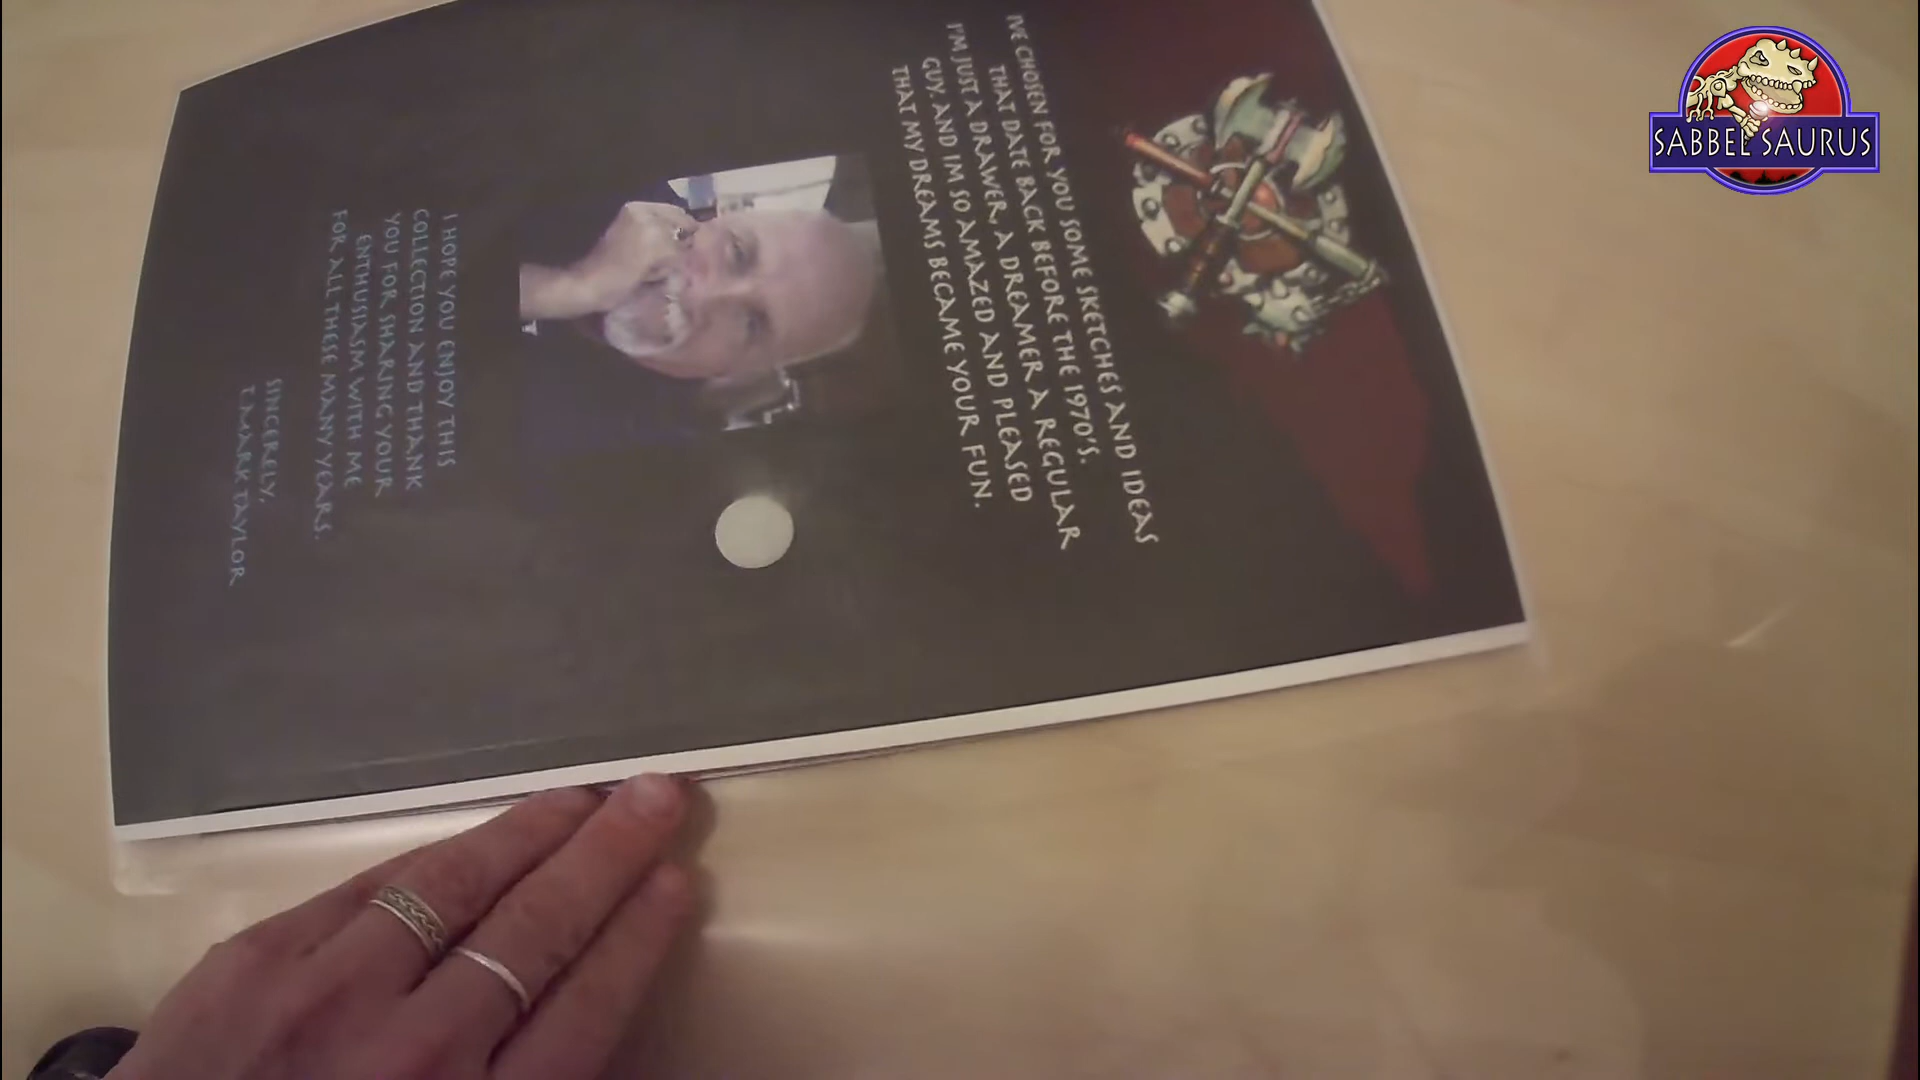 I'VE CHOSEN FOR YOU SOME SKETCHES AND IDEAS
THAT DATE BACK BEFORE THE 1970'S.
I'M JUST A DRAWER, A DREAMER A REGULAR
GUY. AND IM SO AMAZED AND PLEASED
THAT MY DREAMS BECAME YOUR FUN.
I HOPE YOU ENJOY THIS
COLLECTION AND THANK
YOU FOR SHARING YOUR
ENTHUSIASM WITH ME
FOR ALL THESE MANY YEARS.
SINCERELY,
T.MARK TAYLOR
SABBEL SAURUS